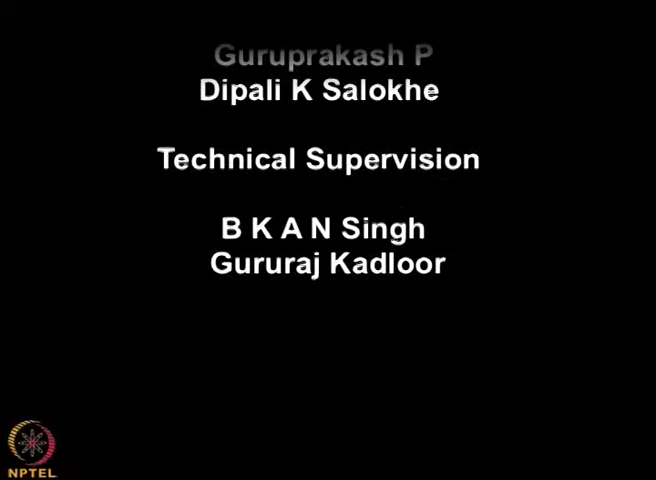 Guruprakash P
Dipali K Salokhe
Technical Supervision
B K A N Singh
Gururaj Kadloor
NPTEL